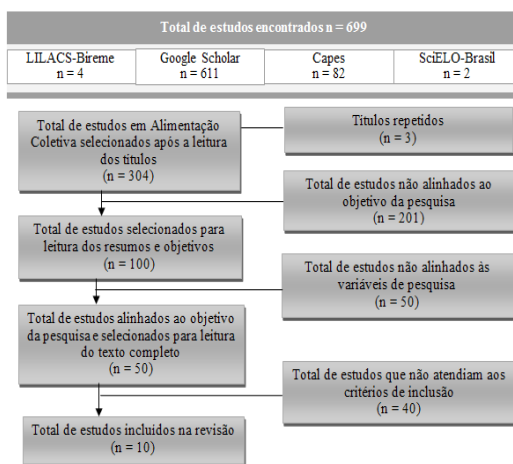 Total de estudos encontrados n = 699
LILACS-Bireme
n = 4
Google Scholar
n = 611
Capes
n = 82
SciELO-Brasil
n = 2
Total de estudos em Alimentação
Coletiva selecionados após a leitura
dos títulos
(n = 304)
Títulos repetidos
(n = 3)
Total de estudos não alinhados ao
objetivo da pesquisa
(n = 201)
Total de estudos selecionados para
leitura dos resumos e objetivos
(n = 100)
Total de estudos não alinhados às
variáveis de pesquisa
(n = 50)
Total de estudos alinhados ao objetivo
da pesquisa e selecionados para leitura
do texto completo
(n = 50)
Total de estudos que não atendiam aos
critérios de inclusão
(n = 40)
Total de estudos incluídos na revisão
(n = 10)